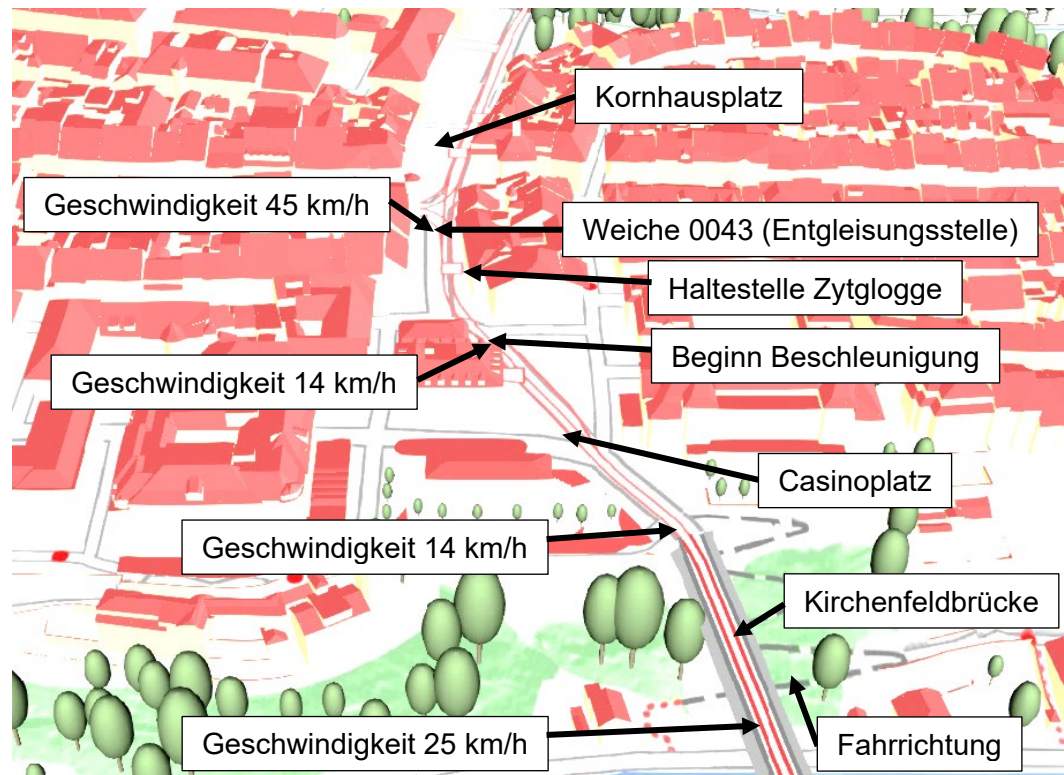 Kornhausplatz
Geschwindigkeit 45 km/h
Weiche 0043 (Entgleisungsstelle)
Haltestelle Zytglogge
Beginn Beschleunigung
Geschwindigkeit 14 km/h
Casinoplatz
Geschwindigkeit 14 km/h
Kirchenfeldbrücke
Geschwindigkeit 25 km/h
Fahrrichtung